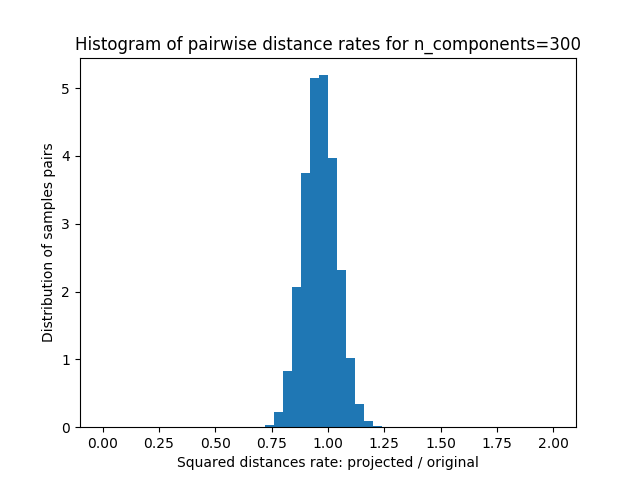 Histogram of pairwise distance rates for n_components=300
Distribution of samples pairs
5
4
3
2
1
0
0.00 0.25 0.50 0.75 1.00 1.25 1.50 1.75 2.00
Squared distances rate: projected / original